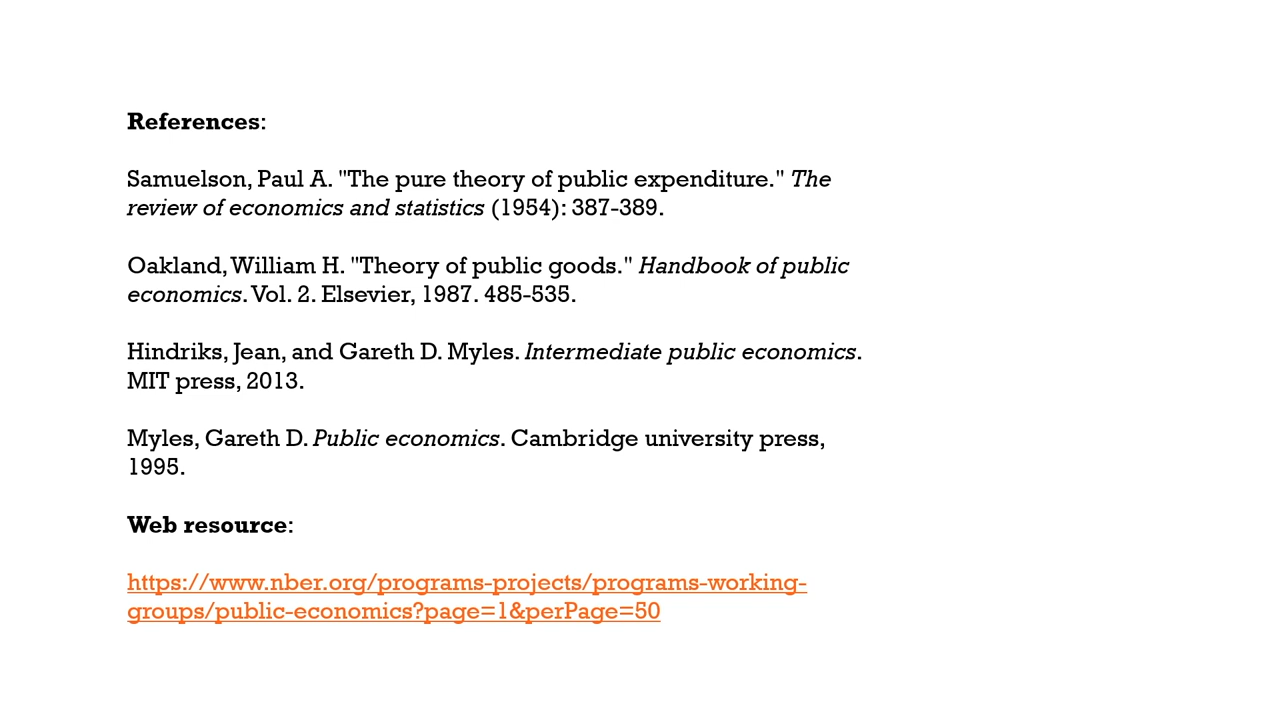 References:
Samuelson, Paul A. "The pure theory of public expenditure." The
review of economics and statistics (1954): 387-389.
Oakland, William H. "Theory of public goods." Handbook of public
economics. Vol. 2. Elsevier, 1987. 485-535.
Hindriks, Jean, and Gareth D. Myles. Intermediate public economics.
MIT press, 2013.
Myles, Gareth D. Public economics. Cambridge university press,
1995.
Web resource:
https://www.nber.org/programs-projects/programs-working-
groups/public-economics?page=1&perPage=50